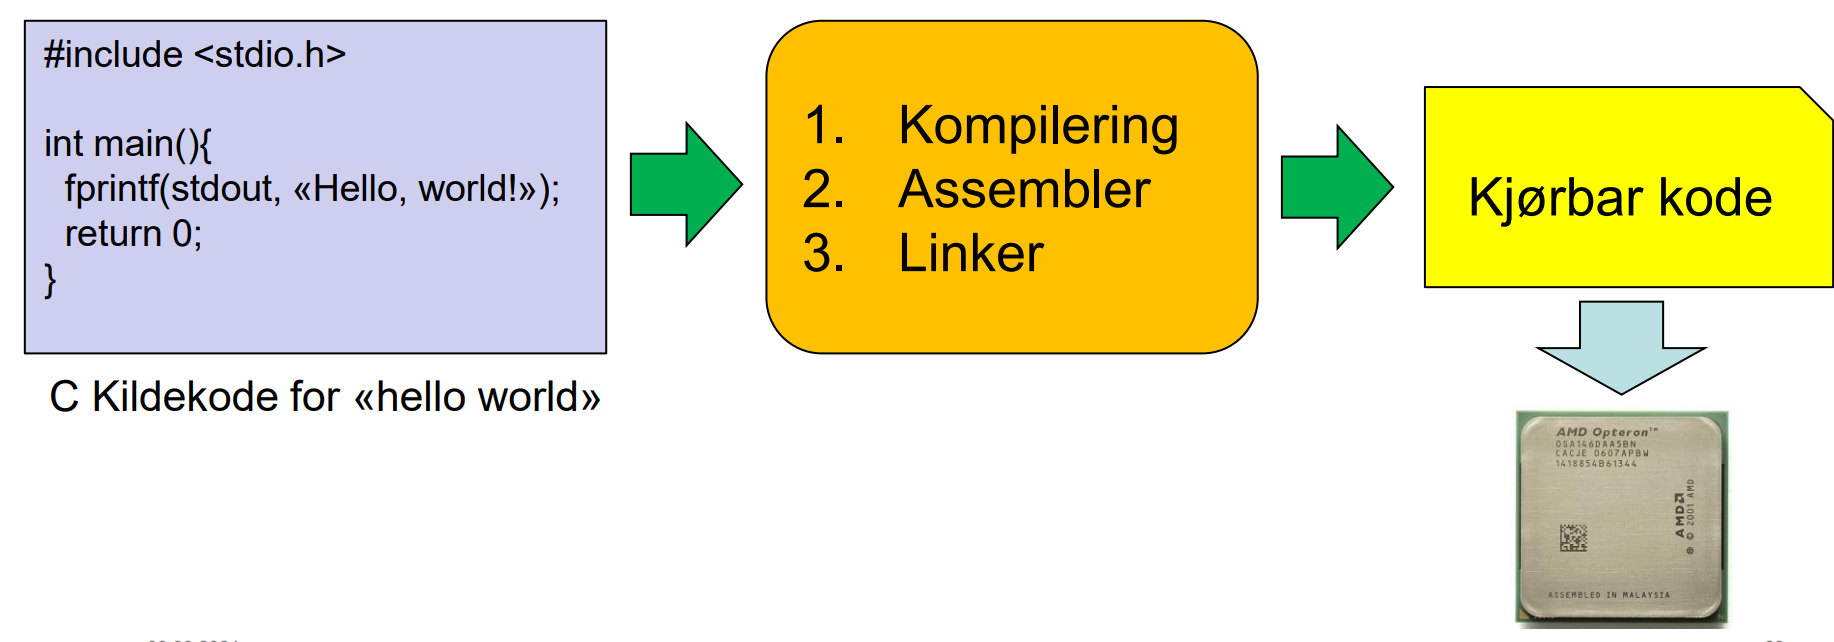 #include <stdio.h>
int main(){
fprintf(stdout, «Hello, world!»);
return 0;
}
C Kildekode for «hello world»
1. Kompilering
2. Assembler
3. Linker
Kjørbar kode
AMD Opteron™
OSA146DAA5BN
CACJE 0607APBW
1418854B61344
AMD
® © 2001 AMD
ASSEMBLED IN MALAYSIA